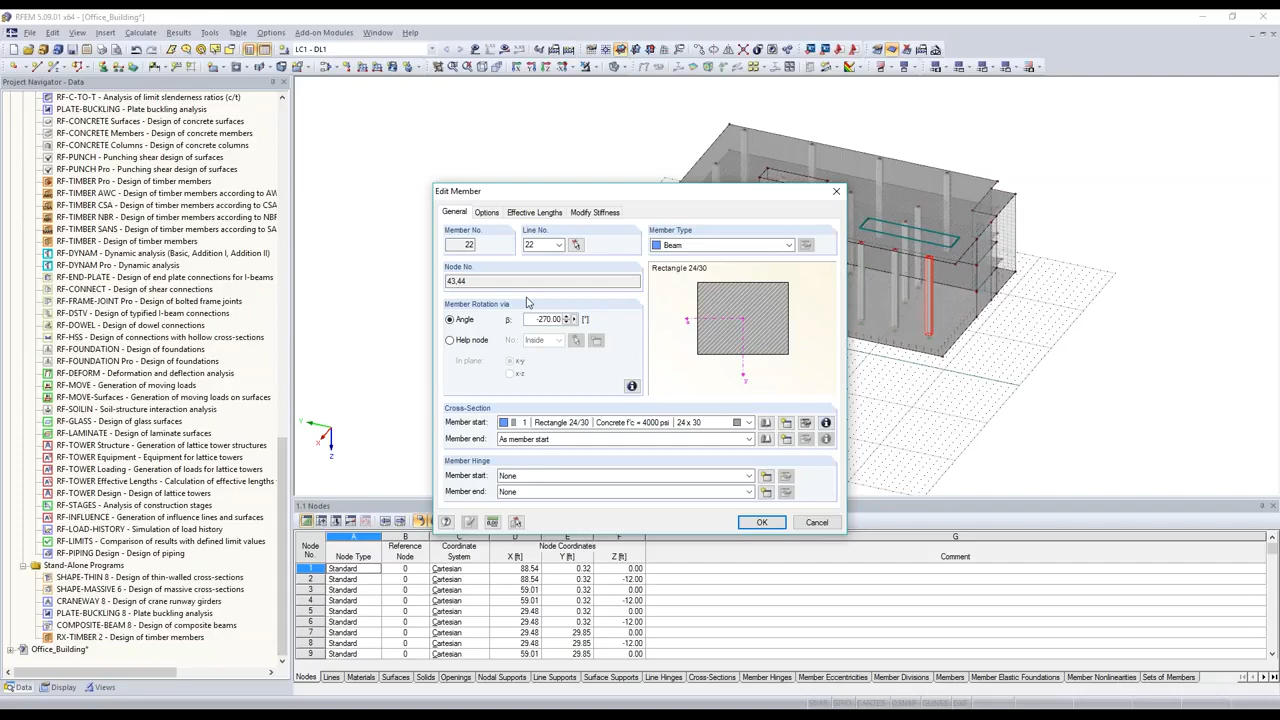 RFEM 5.09.01 x64 - [Office_Building*]
File Edit View Insert Calculate Results Tools Table Options Add-on Modules Window Help
LC1 - DL1
Project Navigator - Data
RF-C-TO-T - Analysis of limit slenderness ratios (c/t)
PLATE-BUCKLING - Plate buckling analysis
RF-CONCRETE Surfaces - Design of concrete surfaces
RF-CONCRETE Members - Design of concrete members
RF-CONCRETE Columns - Design of concrete columns
RF-PUNCH - Punching shear design of surfaces
RF-PUNCH Pro - Punching shear design of surfaces
RF-TIMBER Pro - Design of timber members
RF-TIMBER AWC - Design of timber members according to AW
RF-TIMBER CSA - Design of timber members according to CSA
RF-TIMBER NBR - Design of timber members according to NBR
RF-TIMBER SANS - Design of timber members according to SAN
RF-TIMBER - Design of timber members
RF-DYNAM - Dynamic analysis (Basic, Addition I, Addition II)
RF-DYNAM Pro - Dynamic analysis
RF-END-PLATE - Design of end plate connections for I-beams
RF-CONNECT - Design of shear connections
RF-FRAME-JOINT Pro - Design of bolted frame joints
RF-DSTV - Design of typified I-beam connections
RF-DOWEL - Design of dowel connections
RF-HSS - Design of connections with hollow cross-sections
RF-FOUNDATION - Design of foundations
RF-FOUNDATION Pro - Design of foundations
RF-DEFORM - Deformation and deflection analysis
RF-MOVE - Generation of moving loads
RF-MOVE-Surfaces - Generation of moving loads on surfaces
RF-SOILIN - Soil-structure interaction analysis
RF-GLASS - Design of glass surfaces
RF-LAMINATE - Design of laminate surfaces
RF-TOWER Structure - Generation of lattice tower structures
RF-TOWER Equipment - Equipment for lattice towers
RF-TOWER Loading - Generation of loads for lattice towers
RF-TOWER Effective Lengths - Calculation of effective lengths
RF-TOWER Design - Design of lattice towers
RF-STAGES - Analysis of construction stages
RF-INFLUENCE - Generation of influence lines and surfaces
RF-LOAD-HISTORY - Simulation of load history
RF-LIMITS - Comparison of results with defined limit values
RF-PIPING Design - Design of piping
Stand-Alone Programs
SHAPE-THIN 8 - Design of thin-walled cross-sections
SHAPE-MASSIVE 6 - Design of massive cross-sections
CRANEWAY 8 - Design of crane runway girders
PLATE-BUCKLING 8 - Plate buckling analysis
COMPOSITE-BEAM 8 - Design of composite beams
RX-TIMBER 2 - Design of timber members
Office_Building*
Data Display Views
Y X Z
Edit Member
General Options Effective Lengths Modify Stiffness
Member No. Line No. Member Type
22 22 Beam
Node No.
43,44
Rectangle 24/30
Member Rotation via
Angle β: -270.00 [°]
Help node No.: Inside
In plane: x-y
x-z
z
y
Cross-Section
Member start: 1 Rectangle 24/30 Concrete f'c = 4000 psi 24 x 30
Member end: As member start
Member Hinge
Member start: None
Member end: None
OK Cancel
1.1 Nodes
A B C D E F G
Node No. Node Type Reference Node Coordinate System Node Coordinates X [ft] Y [ft] Z [ft] Comment
1 Standard 0 Cartesian 88.54 0.32 0.00
2 Standard 0 Cartesian 88.54 0.32 -12.00
3 Standard 0 Cartesian 59.01 0.32 0.00
4 Standard 0 Cartesian 59.01 0.32 -12.00
5 Standard 0 Cartesian 29.48 0.32 0.00
6 Standard 0 Cartesian 29.48 0.32 -12.00
7 Standard 0 Cartesian 29.48 29.85 0.00
8 Standard 0 Cartesian 29.48 29.85 -12.00
9 Standard 0 Cartesian 59.01 29.85 0.00
Nodes Lines Materials Surfaces Solids Openings Nodal Supports Line Supports Surface Supports Line Hinges Cross-Sections Member Hinges Member Eccentricities Member Divisions Members Member Elastic Foundations Member Nonlinearities Sets of Members